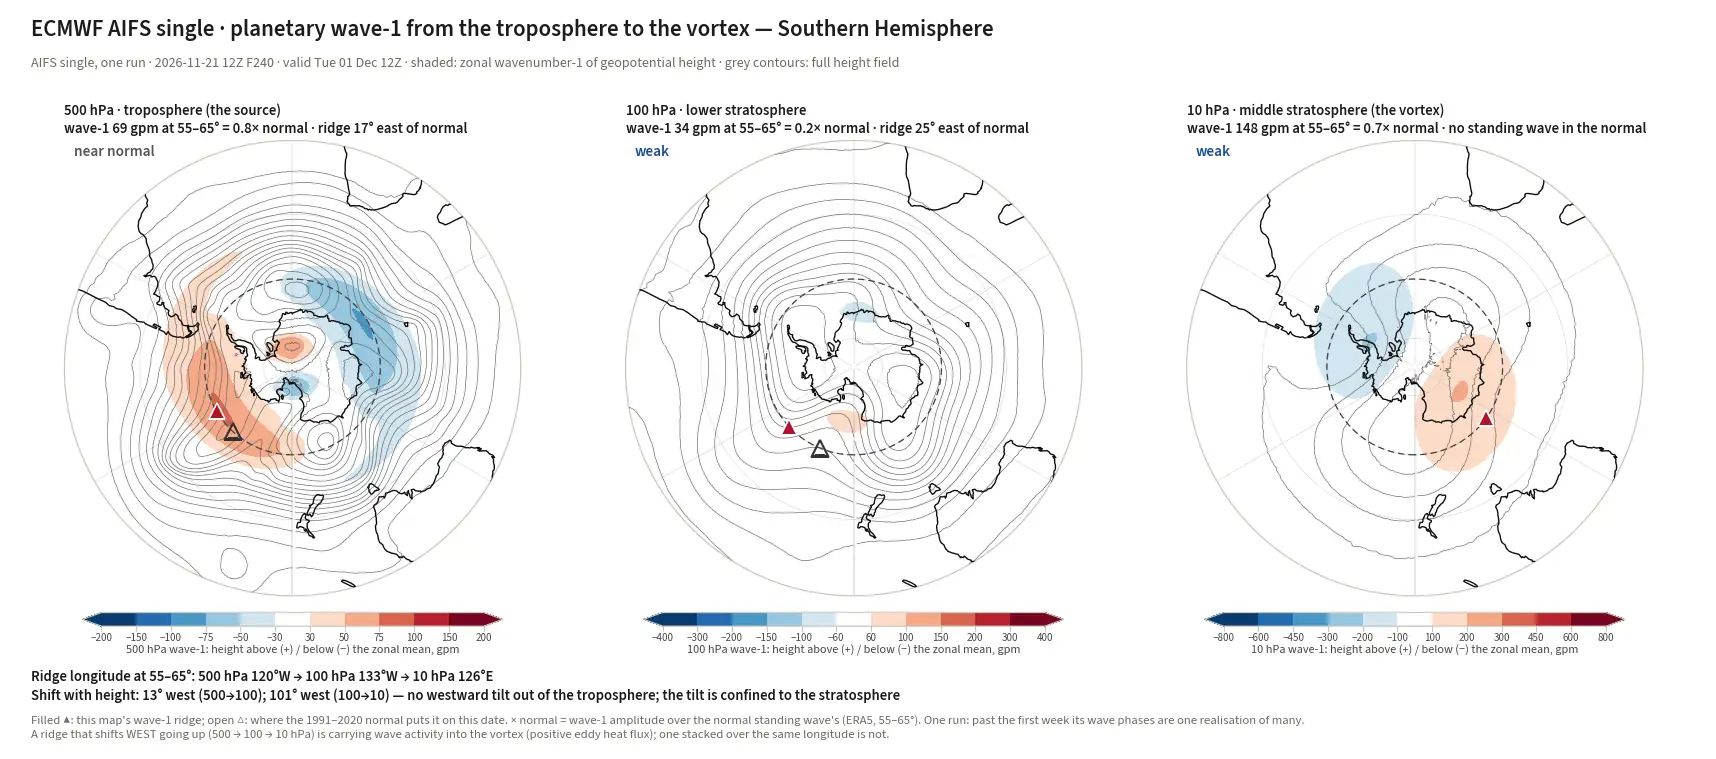 ECMWF AIFS single · planetary wave-1 from the troposphere to the vortex — Southern Hemisphere
AIFS single, one run · 2026-11-21 12Z F240 · valid Tue 01 Dec 12Z · shaded: zonal wavenumber-1 of geopotential height · grey contours: full height field
500 hPa · troposphere (the source)
wave-1 69 gpm at 55–65° = 0.8× normal · ridge 17° east of normal
near normal
100 hPa · lower stratosphere
wave-1 34 gpm at 55–65° = 0.2× normal · ridge 25° east of normal
weak
10 hPa · middle stratosphere (the vortex)
wave-1 148 gpm at 55–65° = 0.7× normal · no standing wave in the normal
weak
−200 −150 −100 −75 −50 −30 30 50 75 100 150 200
500 hPa wave-1: height above (+) / below (−) the zonal mean, gpm
−400 −300 −200 −150 −100 −60 60 100 150 200 300 400
100 hPa wave-1: height above (+) / below (−) the zonal mean, gpm
−800 −600 −450 −300 −200 −100 100 200 300 450 600 800
10 hPa wave-1: height above (+) / below (−) the zonal mean, gpm
Ridge longitude at 55–65°: 500 hPa 120°W → 100 hPa 133°W → 10 hPa 126°E
Shift with height: 13° west (500→100); 101° west (100→10) — no westward tilt out of the troposphere; the tilt is confined to the stratosphere
Filled ▲: this map's wave-1 ridge; open △: where the 1991–2020 normal puts it on this date. × normal = wave-1 amplitude over the normal standing wave's (ERA5, 55–65°). One run: past the first week its wave phases are one realisation of many.
A ridge that shifts WEST going up (500 → 100 → 10 hPa) is carrying wave activity into the vortex (positive eddy heat flux); one stacked over the same longitude is not.